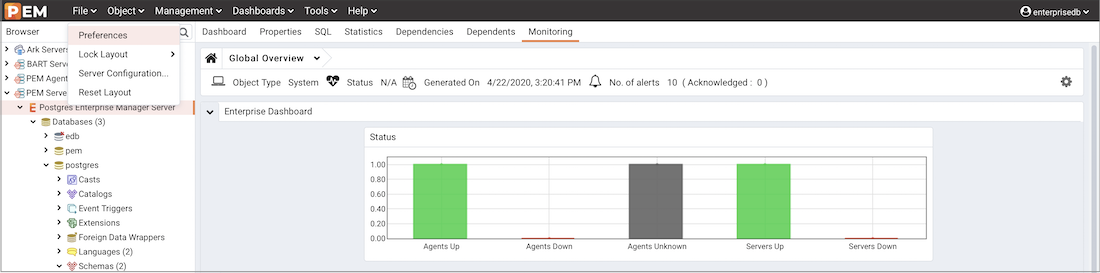 PEM File Object Management Dashboards Tools Help enterprisedb
Browser
Preferences
Lock Layout
Server Configuration...
Reset Layout
Ark Servers
BART Server
PEM Agent
PEM Serve
Postgres Enterprise Manager Server
Databases (3)
edb
pem
postgres
Casts
Catalogs
Event Triggers
Extensions
Foreign Data Wrappers
Languages (2)
Schemas (2)
Dashboard Properties SQL Statistics Dependencies Dependents Monitoring
Global Overview
Object Type System Status N/A Generated On 4/22/2020, 3:20:41 PM No. of alerts 10 ( Acknowledged : 0 )
Enterprise Dashboard
Status
1.00
0.80
0.60
0.40
0.20
0.00
Agents Up Agents Down Agents Unknown Servers Up Servers Down